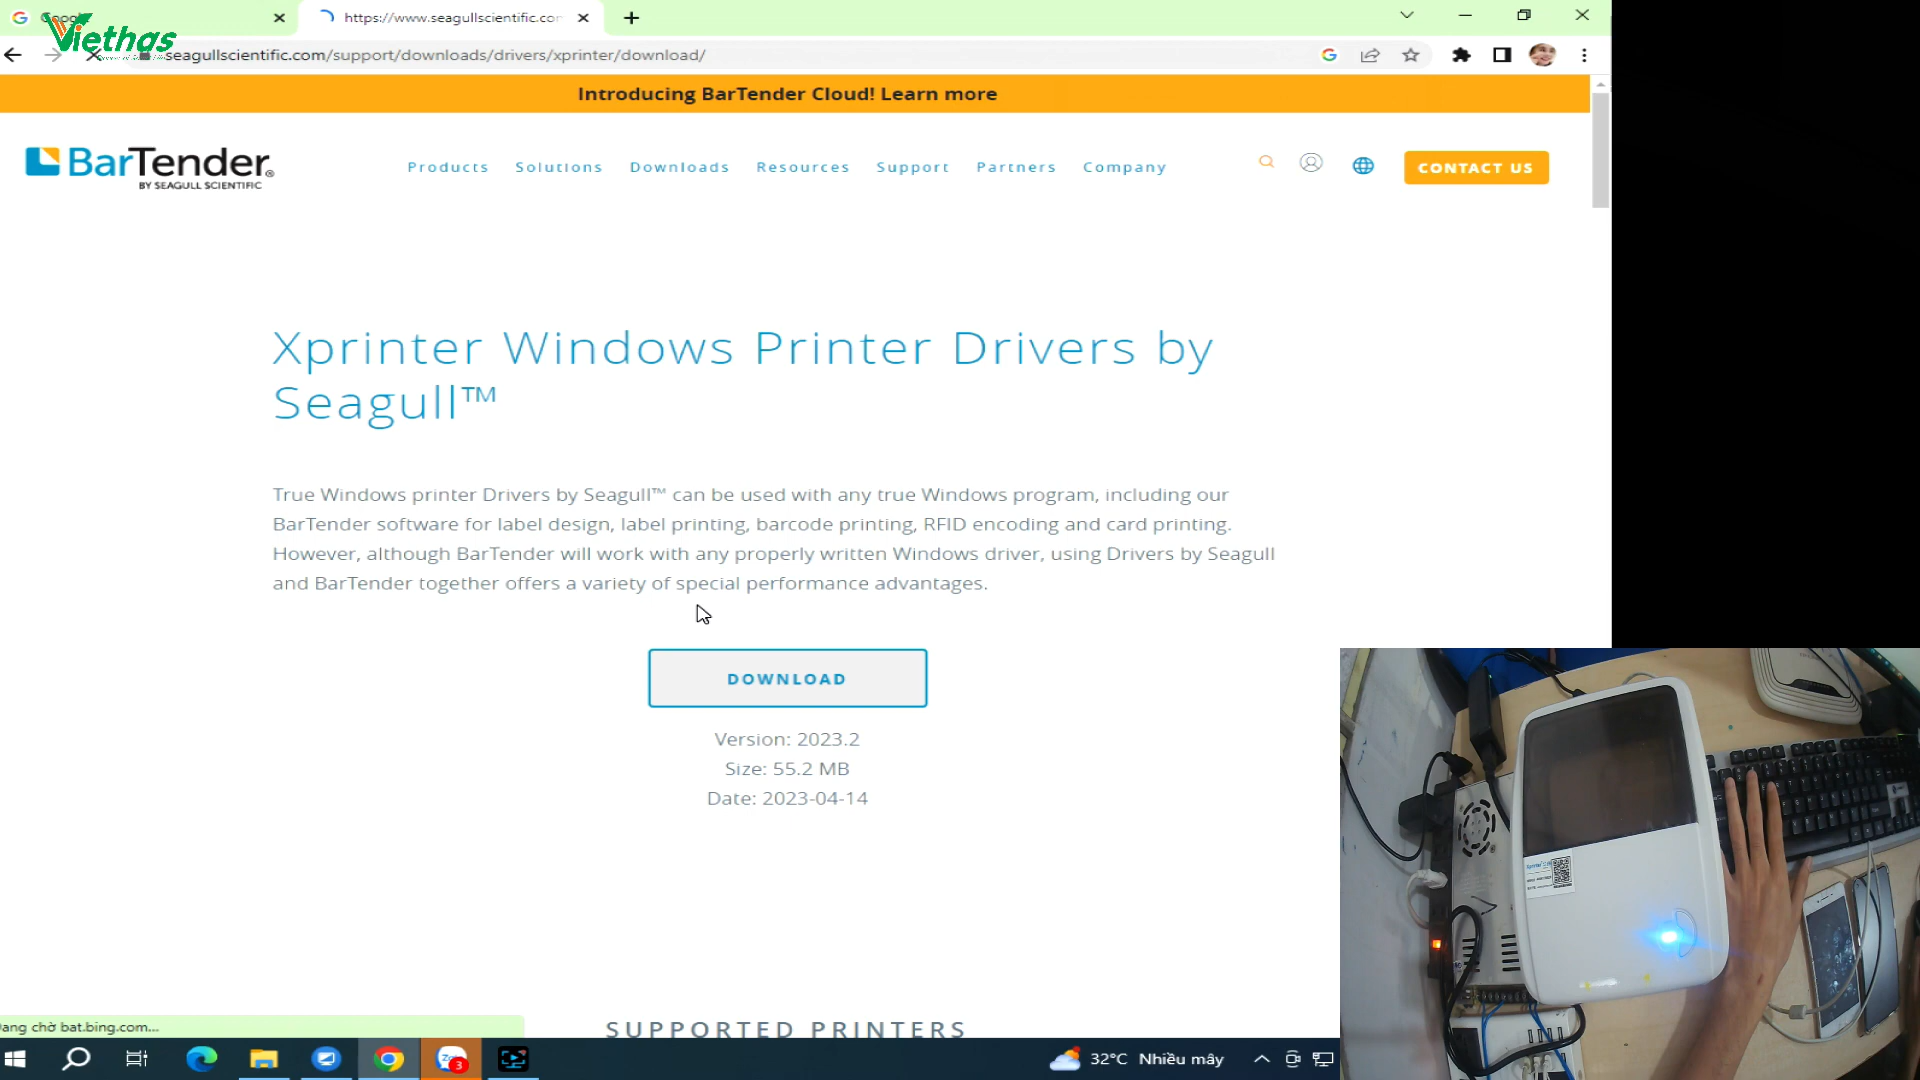 Viethas
https://www.seagullscientific.com
seagullscientific.com/support/downloads/drivers/xprinter/download/
Introducing BarTender Cloud! Learn more
BarTender®
BY SEAGULL SCIENTIFIC
Products Solutions Downloads Resources Support Partners Company
CONTACT US
Xprinter Windows Printer Drivers by
Seagull™
True Windows printer Drivers by Seagull™ can be used with any true Windows program, including our
BarTender software for label design, label printing, barcode printing, RFID encoding and card printing.
However, although BarTender will work with any properly written Windows driver, using Drivers by Seagull
and BarTender together offers a variety of special performance advantages.
DOWNLOAD
Version: 2023.2
Size: 55.2 MB
Date: 2023-04-14
SUPPORTED PRINTERS
ang chờ bat.bing.com...
3
32°C Nhiều mây
Xprinter